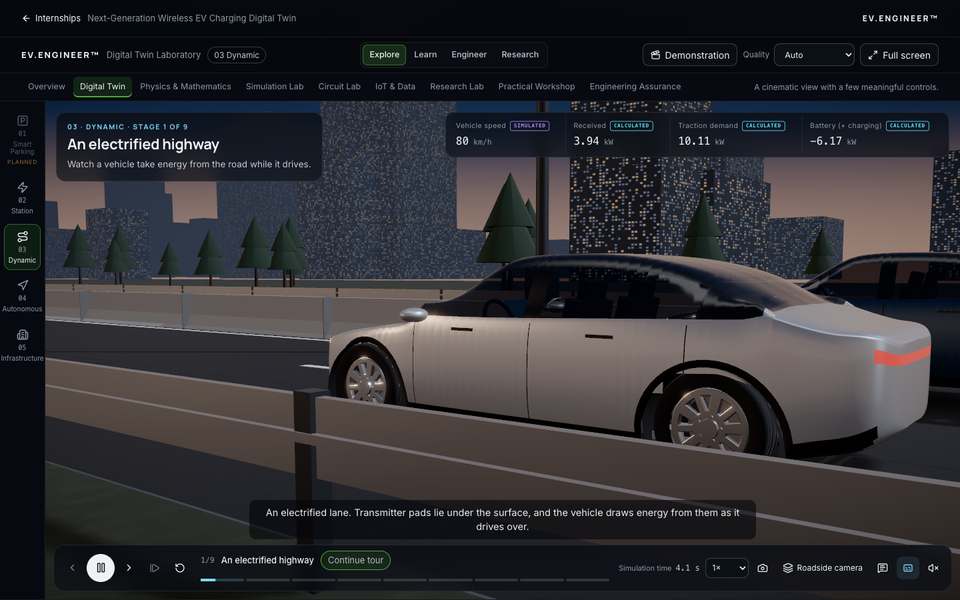 Internships Next-Generation Wireless EV Charging Digital Twin
EV.ENGINEER™
EV.ENGINEER™ Digital Twin Laboratory 03 Dynamic
Explore Learn Engineer Research
Demonstration Quality Auto Full screen
Overview Digital Twin Physics & Mathematics Simulation Lab Circuit Lab IoT & Data Research Lab Practical Workshop Engineering Assurance
A cinematic view with a few meaningful controls.
01
Smart
Parking
PLANNED
02
Station
03
Dynamic
04
Autonomous
05
Infrastructure
03 · DYNAMIC · STAGE 1 OF 9
An electrified highway
Watch a vehicle take energy from the road while it drives.
Vehicle speed SIMULATED
80 km/h
Received CALCULATED
3.94 kW
Traction demand CALCULATED
10.11 kW
Battery (+ charging) CALCULATED
−6.17 kW
An electrified lane. Transmitter pads lie under the surface, and the vehicle draws energy from them as it
drives over.
1/9 An electrified highway Continue tour
Simulation time 4.1 s 1× Roadside camera